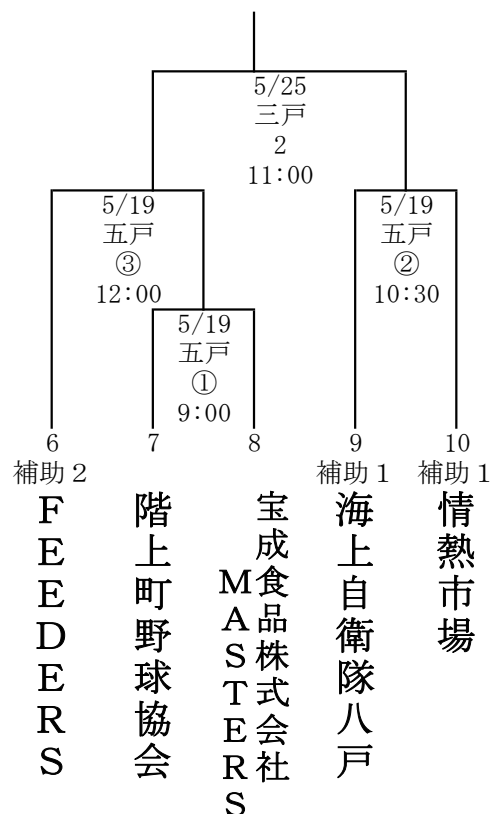 5/25
三戸
2
11:00
5/19
五戸
③
12:00
5/19
五戸
②
10:30
5/19
五戸
①
9:00
6
補助2
FEEDERS
7
階上町野球協会
8
宝成食品株式会社
MASTERS
9
補助1
海上自衛隊八戸
10
補助1
情熱市場